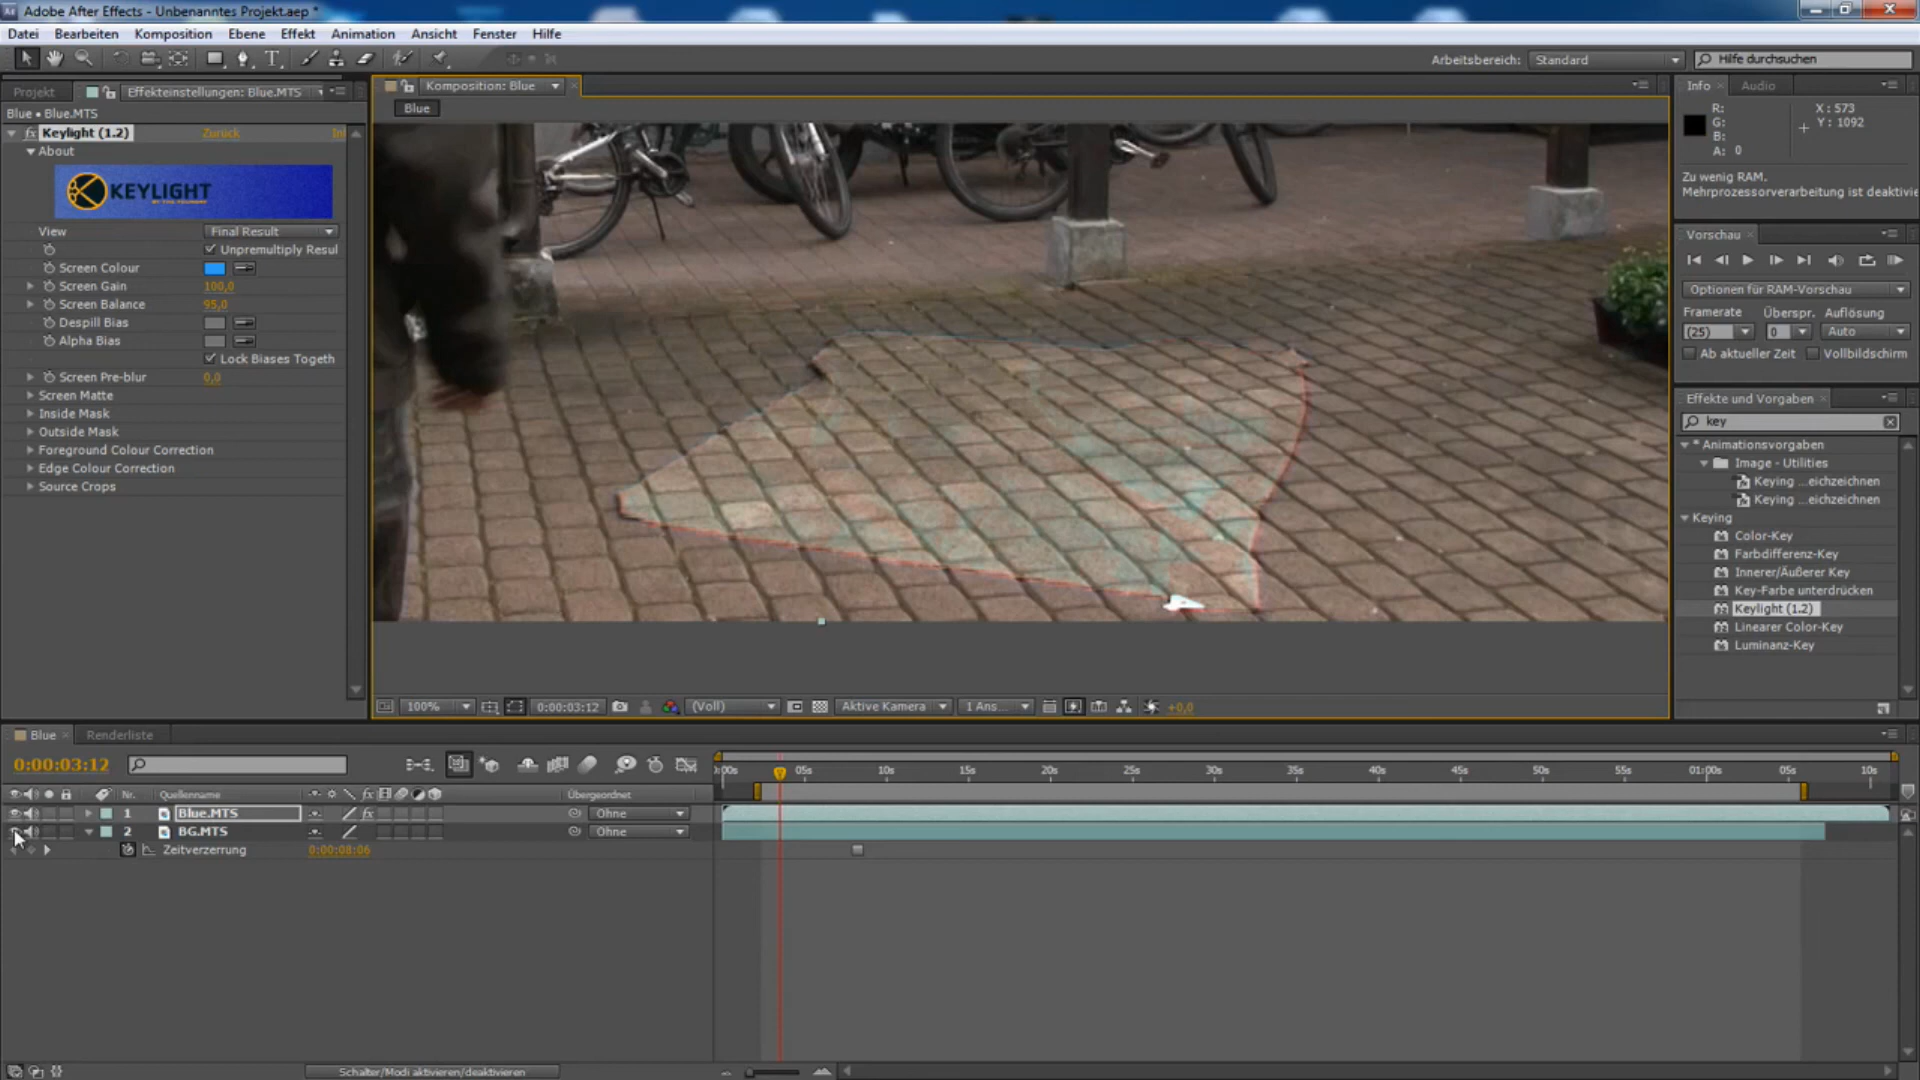 Adobe After Effects - Unbenanntes Projekt.aep *
Datei Bearbeiten Komposition Ebene Effekt Animation Ansicht Fenster Hilfe
Arbeitsbereich: Standard Hilfe durchsuchen
Projekt Effekteinstellungen: Blue.MTS
Blue • Blue.MTS
Keylight (1.2) Zurück
About
KEYLIGHT
BY THE FOUNDRY
View Final Result
Unpremultiply Resul
Screen Colour
Screen Gain 100,0
Screen Balance 95,0
Despill Bias
Alpha Bias
Lock Biases Togeth
Screen Pre-blur 0,0
Screen Matte
Inside Mask
Outside Mask
Foreground Colour Correction
Edge Colour Correction
Source Crops
Komposition: Blue
Blue
100% 0:00:03:12 (Voll) Aktive Kamera 1 Ans... +0,0
Info Audio
R: X : 573
G: Y : 1092
B:
A: 0
Zu wenig RAM.
Mehrprozessorverarbeitung ist deaktivie
Vorschau
Optionen für RAM-Vorschau
Framerate Überspr. Auflösung
(25) 0 Auto
Ab aktueller Zeit Vollbildschirm
Effekte und Vorgaben
key
* Animationsvorgaben
Image - Utilities
Keying ...eichzeichnen
Keying ...eichzeichnen
Keying
Color-Key
Farbdifferenz-Key
Innerer/Äußerer Key
Key-Farbe unterdrücken
Keylight (1.2)
Linearer Color-Key
Luminanz-Key
Blue Renderliste
0:00:03:12
:00s 05s 10s 15s 20s 25s 30s 35s 40s 45s 50s 55s 01:00s 05s 10s
Nr. Quellenname fx Übergeordnet
1 Blue.MTS fx Ohne
2 BG.MTS Ohne
Zeitverzerrung 0:00:08:06
Schalter/Modi aktivieren/deaktivieren